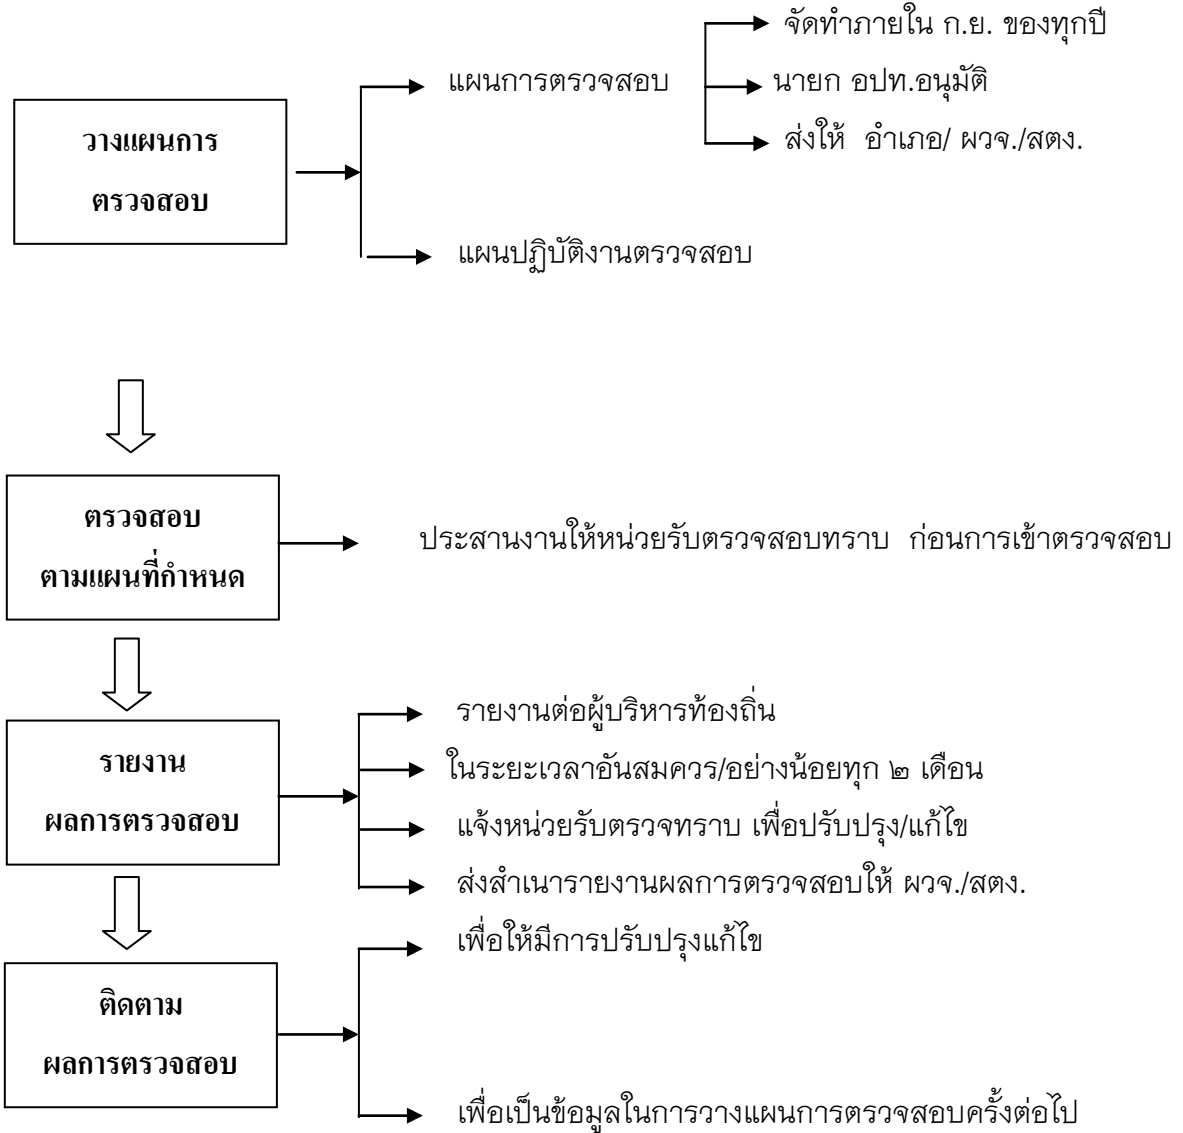 จัดทำภายใน ก.ย. ของทุกปี
แผนการตรวจสอบ
นายก อปท.อนุมัติ
ส่งให้ อำเภอ/ ผวจ./สตง.
วางแผนการ
ตรวจสอบ
แผนปฏิบัติงานตรวจสอบ
ตรวจสอบ
ตามแผนที่กำหนด
ประสานงานให้หน่วยรับตรวจสอบทราบ ก่อนการเข้าตรวจสอบ
รายงาน
ผลการตรวจสอบ
รายงานต่อผู้บริหารท้องถิ่น
ในระยะเวลาอันสมควร/อย่างน้อยทุก ๒ เดือน
แจ้งหน่วยรับตรวจทราบ เพื่อปรับปรุง/แก้ไข
ส่งสำเนารายงานผลการตรวจสอบให้ ผวจ./สตง.
ติดตาม
ผลการตรวจสอบ
เพื่อให้มีการปรับปรุงแก้ไข
เพื่อเป็นข้อมูลในการวางแผนการตรวจสอบครั้งต่อไป